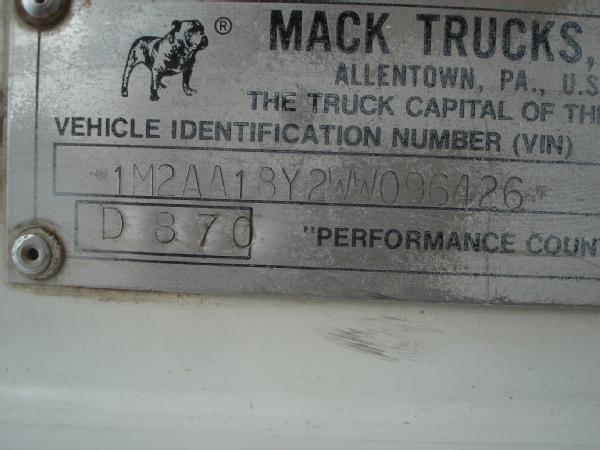 ® MACK TRUCKS,
ALLENTOWN, PA., U.S
THE TRUCK CAPITAL OF TH
VEHICLE IDENTIFICATION NUMBER (VIN)
*1M2AA18Y2WW096426*
D 870 "PERFORMANCE COUN